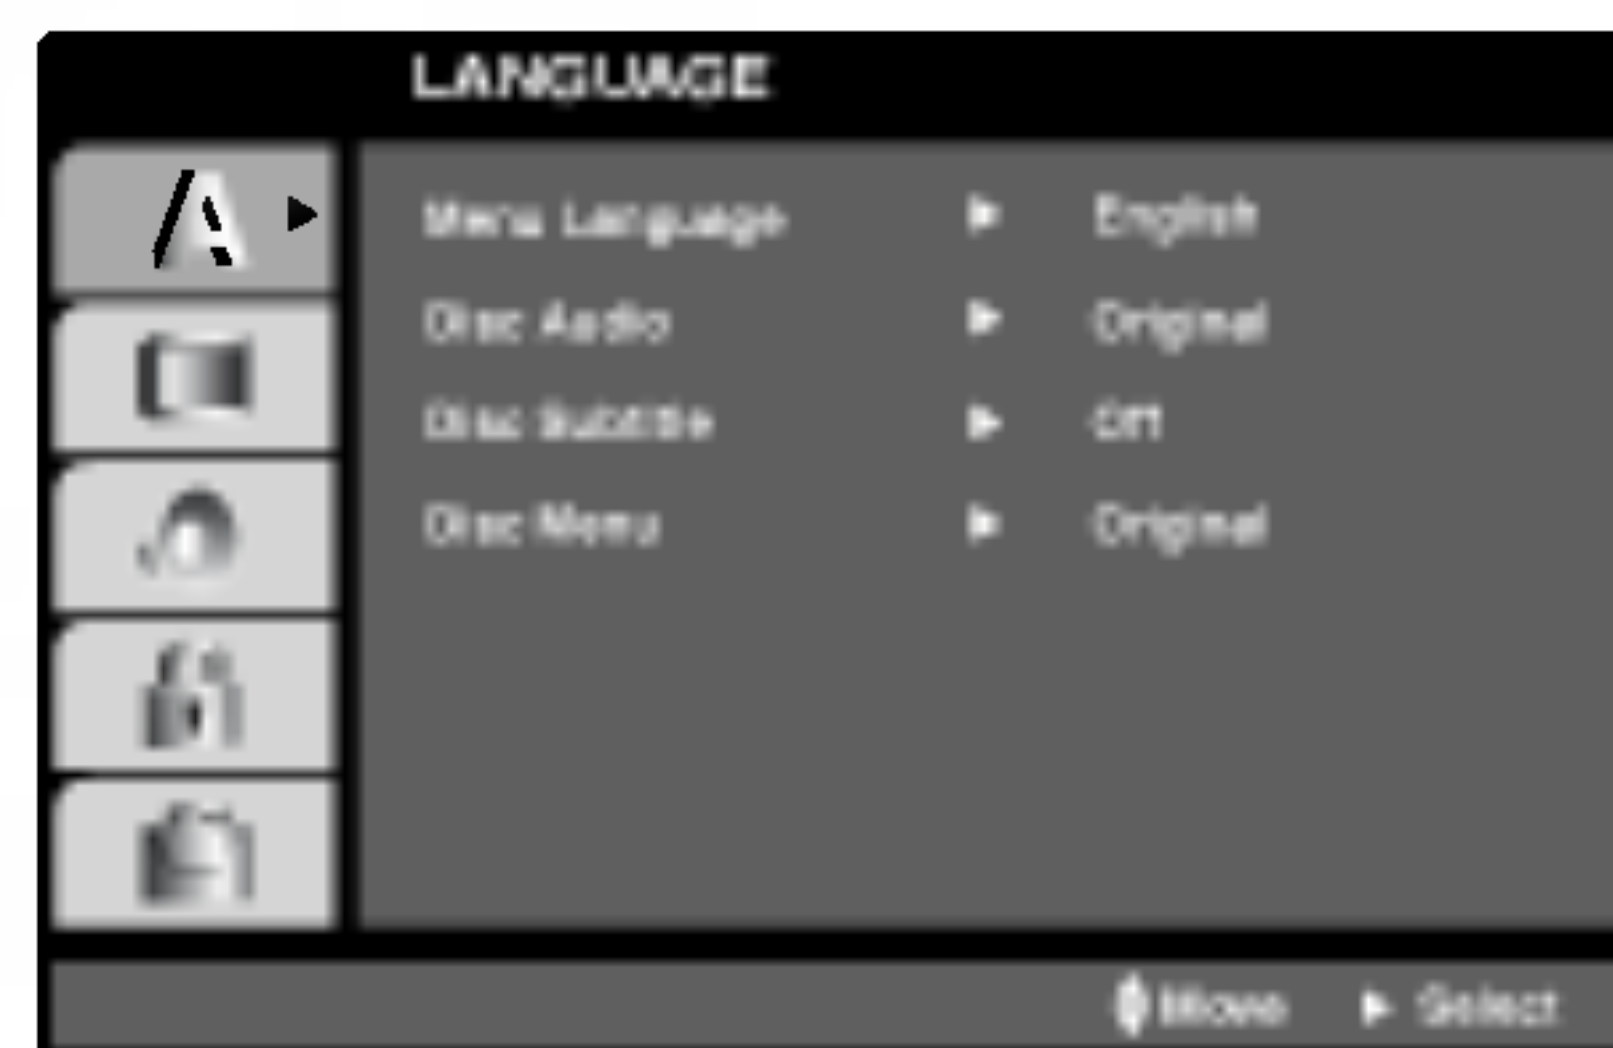 LANGUAGE
Menu Language ► English
Disc Audio ► Original
Disc Subtitle ► Off
Disc Menu ► Original
Move ► Select